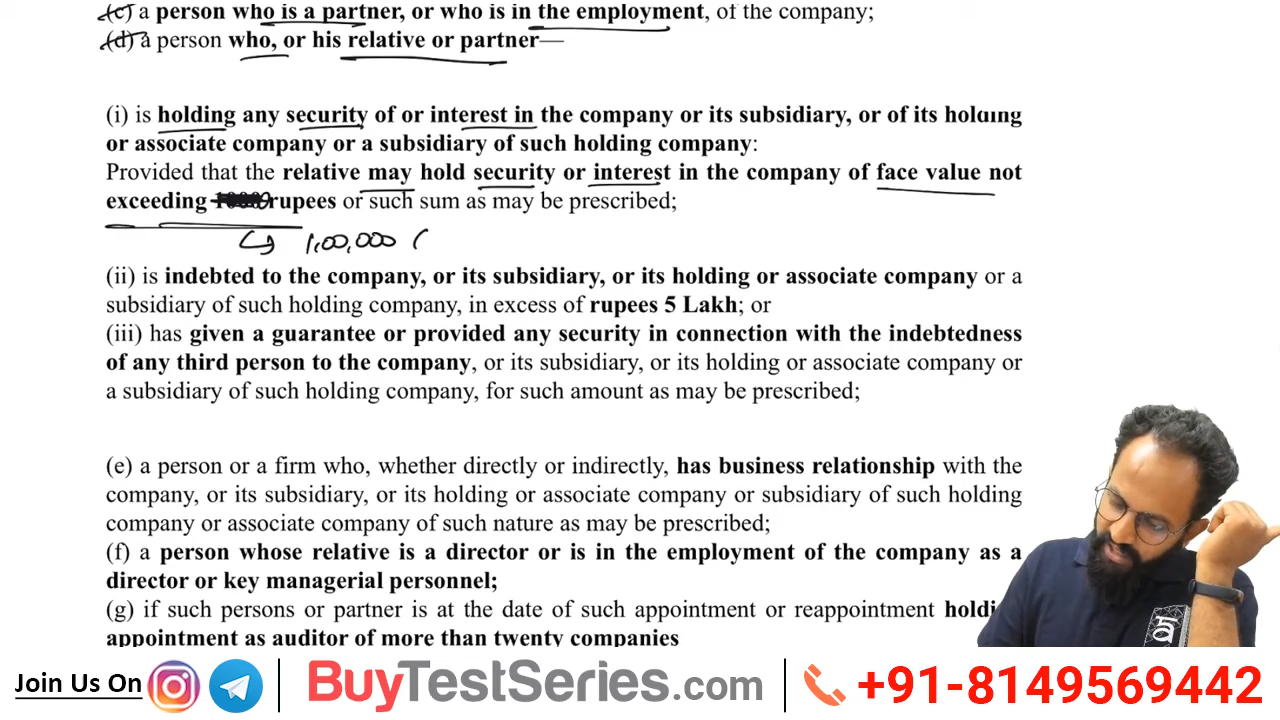 (c) a person who is a partner, or who is in the employment, of the company;
(d) a person who, or his relative or partner—
(i) is holding any security of or interest in the company or its subsidiary, or of its holding
or associate company or a subsidiary of such holding company:
Provided that the relative may hold security or interest in the company of face value not
exceeding rupees or such sum as may be prescribed;
1,00,000 (
(ii) is indebted to the company, or its subsidiary, or its holding or associate company or a
subsidiary of such holding company, in excess of rupees 5 Lakh; or
(iii) has given a guarantee or provided any security in connection with the indebtedness
of any third person to the company, or its subsidiary, or its holding or associate company or
a subsidiary of such holding company, for such amount as may be prescribed;
(e) a person or a firm who, whether directly or indirectly, has business relationship with the
company, or its subsidiary, or its holding or associate company or subsidiary of such holding
company or associate company of such nature as may be prescribed;
(f) a person whose relative is a director or is in the employment of the company as a
director or key managerial personnel;
(g) if such persons or partner is at the date of such appointment or reappointment holdi
appointment as auditor of more than twenty companies
Join Us On BuyTestSeries.com +91-8149569442